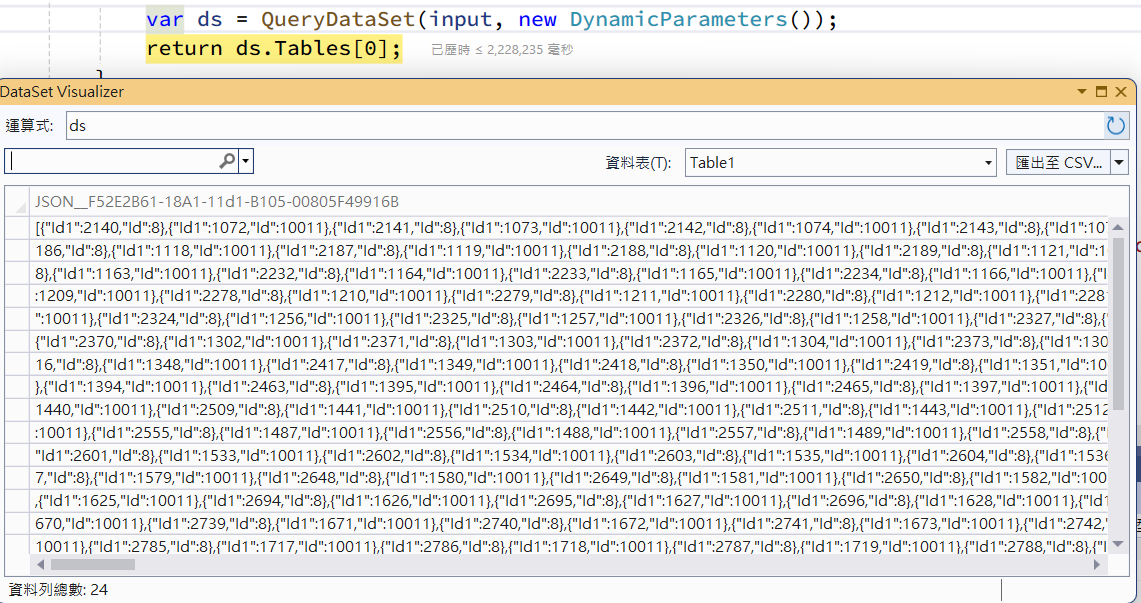 var ds = QueryDataSet(input, new DynamicParameters());
return ds.Tables[0]; 已歷時 ≤ 2,228,235 毫秒
}
DataSet Visualizer
運算式: ds
資料表(T): Table1 匯出至 CSV...
JSON__F52E2B61-18A1-11d1-B105-00805F49916B
[{"Id1":2140,"Id":8},{"Id1":1072,"Id":10011},{"Id1":2141,"Id":8},{"Id1":1073,"Id":10011},{"Id1":2142,"Id":8},{"Id1":1074,"Id":10011},{"Id1":2143,"Id":8},{"Id1":107
186,"Id":8},{"Id1":1118,"Id":10011},{"Id1":2187,"Id":8},{"Id1":1119,"Id":10011},{"Id1":2188,"Id":8},{"Id1":1120,"Id":10011},{"Id1":2189,"Id":8},{"Id1":1121,"Id":1
8},{"Id1":1163,"Id":10011},{"Id1":2232,"Id":8},{"Id1":1164,"Id":10011},{"Id1":2233,"Id":8},{"Id1":1165,"Id":10011},{"Id1":2234,"Id":8},{"Id1":1166,"Id":10011},{"I
:1209,"Id":10011},{"Id1":2278,"Id":8},{"Id1":1210,"Id":10011},{"Id1":2279,"Id":8},{"Id1":1211,"Id":10011},{"Id1":2280,"Id":8},{"Id1":1212,"Id":10011},{"Id1":228
":10011},{"Id1":2324,"Id":8},{"Id1":1256,"Id":10011},{"Id1":2325,"Id":8},{"Id1":1257,"Id":10011},{"Id1":2326,"Id":8},{"Id1":1258,"Id":10011},{"Id1":2327,"Id":8},{
{"Id1":2370,"Id":8},{"Id1":1302,"Id":10011},{"Id1":2371,"Id":8},{"Id1":1303,"Id":10011},{"Id1":2372,"Id":8},{"Id1":1304,"Id":10011},{"Id1":2373,"Id":8},{"Id1":130
16,"Id":8},{"Id1":1348,"Id":10011},{"Id1":2417,"Id":8},{"Id1":1349,"Id":10011},{"Id1":2418,"Id":8},{"Id1":1350,"Id":10011},{"Id1":2419,"Id":8},{"Id1":1351,"Id":10
},{"Id1":1394,"Id":10011},{"Id1":2463,"Id":8},{"Id1":1395,"Id":10011},{"Id1":2464,"Id":8},{"Id1":1396,"Id":10011},{"Id1":2465,"Id":8},{"Id1":1397,"Id":10011},{"Id
1440,"Id":10011},{"Id1":2509,"Id":8},{"Id1":1441,"Id":10011},{"Id1":2510,"Id":8},{"Id1":1442,"Id":10011},{"Id1":2511,"Id":8},{"Id1":1443,"Id":10011},{"Id1":2512
:10011},{"Id1":2555,"Id":8},{"Id1":1487,"Id":10011},{"Id1":2556,"Id":8},{"Id1":1488,"Id":10011},{"Id1":2557,"Id":8},{"Id1":1489,"Id":10011},{"Id1":2558,"Id":8},{"
"Id1":2601,"Id":8},{"Id1":1533,"Id":10011},{"Id1":2602,"Id":8},{"Id1":1534,"Id":10011},{"Id1":2603,"Id":8},{"Id1":1535,"Id":10011},{"Id1":2604,"Id":8},{"Id1":1536
7,"Id":8},{"Id1":1579,"Id":10011},{"Id1":2648,"Id":8},{"Id1":1580,"Id":10011},{"Id1":2649,"Id":8},{"Id1":1581,"Id":10011},{"Id1":2650,"Id":8},{"Id1":1582,"Id":100
,{"Id1":1625,"Id":10011},{"Id1":2694,"Id":8},{"Id1":1626,"Id":10011},{"Id1":2695,"Id":8},{"Id1":1627,"Id":10011},{"Id1":2696,"Id":8},{"Id1":1628,"Id":10011},{"Id1
670,"Id":10011},{"Id1":2739,"Id":8},{"Id1":1671,"Id":10011},{"Id1":2740,"Id":8},{"Id1":1672,"Id":10011},{"Id1":2741,"Id":8},{"Id1":1673,"Id":10011},{"Id1":2742,"
10011},{"Id1":2785,"Id":8},{"Id1":1717,"Id":10011},{"Id1":2786,"Id":8},{"Id1":1718,"Id":10011},{"Id1":2787,"Id":8},{"Id1":1719,"Id":10011},{"Id1":2788,"Id":8},{"I
資料列總數: 24